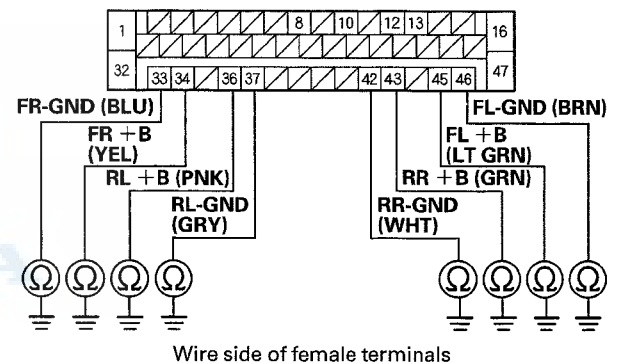 1 8 10 12 13 16
32 33 34 36 37 42 43 45 46 47
FR-GND (BLU) FL-GND (BRN)
FR +B FL +B
(YEL) (LT GRN)
RL +B (PNK) RR +B (GRN)
RL-GND RR-GND
(GRY) (WHT)
Ω Ω Ω Ω Ω Ω Ω Ω
Wire side of female terminals